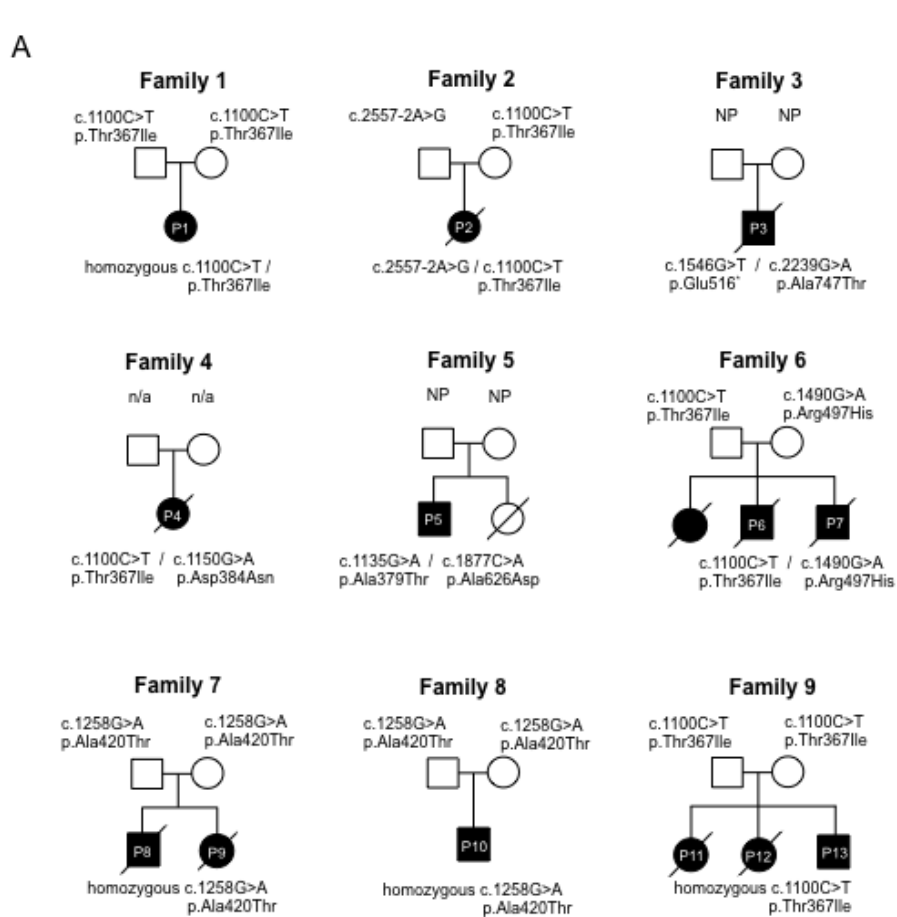 A
Family 1
c.1100C>T
p.Thr367Ile
c.1100C>T
p.Thr367Ile
P1
homozygous c.1100C>T /
p.Thr367Ile
Family 2
c.2557-2A>G
c.1100C>T
p.Thr367Ile
P2
c.2557-2A>G / c.1100C>T
p.Thr367Ile
Family 3
NP NP
P3
c.1546G>T / c.2239G>A
p.Glu516* p.Ala747Thr
Family 4
n/a n/a
P4
c.1100C>T / c.1150G>A
p.Thr367Ile p.Asp384Asn
Family 5
NP NP
P5
c.1135G>A / c.1877C>A
p.Ala379Thr p.Ala626Asp
Family 6
c.1100C>T
p.Thr367Ile
c.1490G>A
p.Arg497His
P6 P7
c.1100C>T / c.1490G>A
p.Thr367Ile p.Arg497His
Family 7
c.1258G>A
p.Ala420Thr
c.1258G>A
p.Ala420Thr
P8 P9
homozygous c.1258G>A
p.Ala420Thr
Family 8
c.1258G>A
p.Ala420Thr
c.1258G>A
p.Ala420Thr
P10
homozygous c.1258G>A
p.Ala420Thr
Family 9
c.1100C>T
p.Thr367Ile
c.1100C>T
p.Thr367Ile
P11 P12 P13
homozygous c.1100C>T
p.Thr367Ile